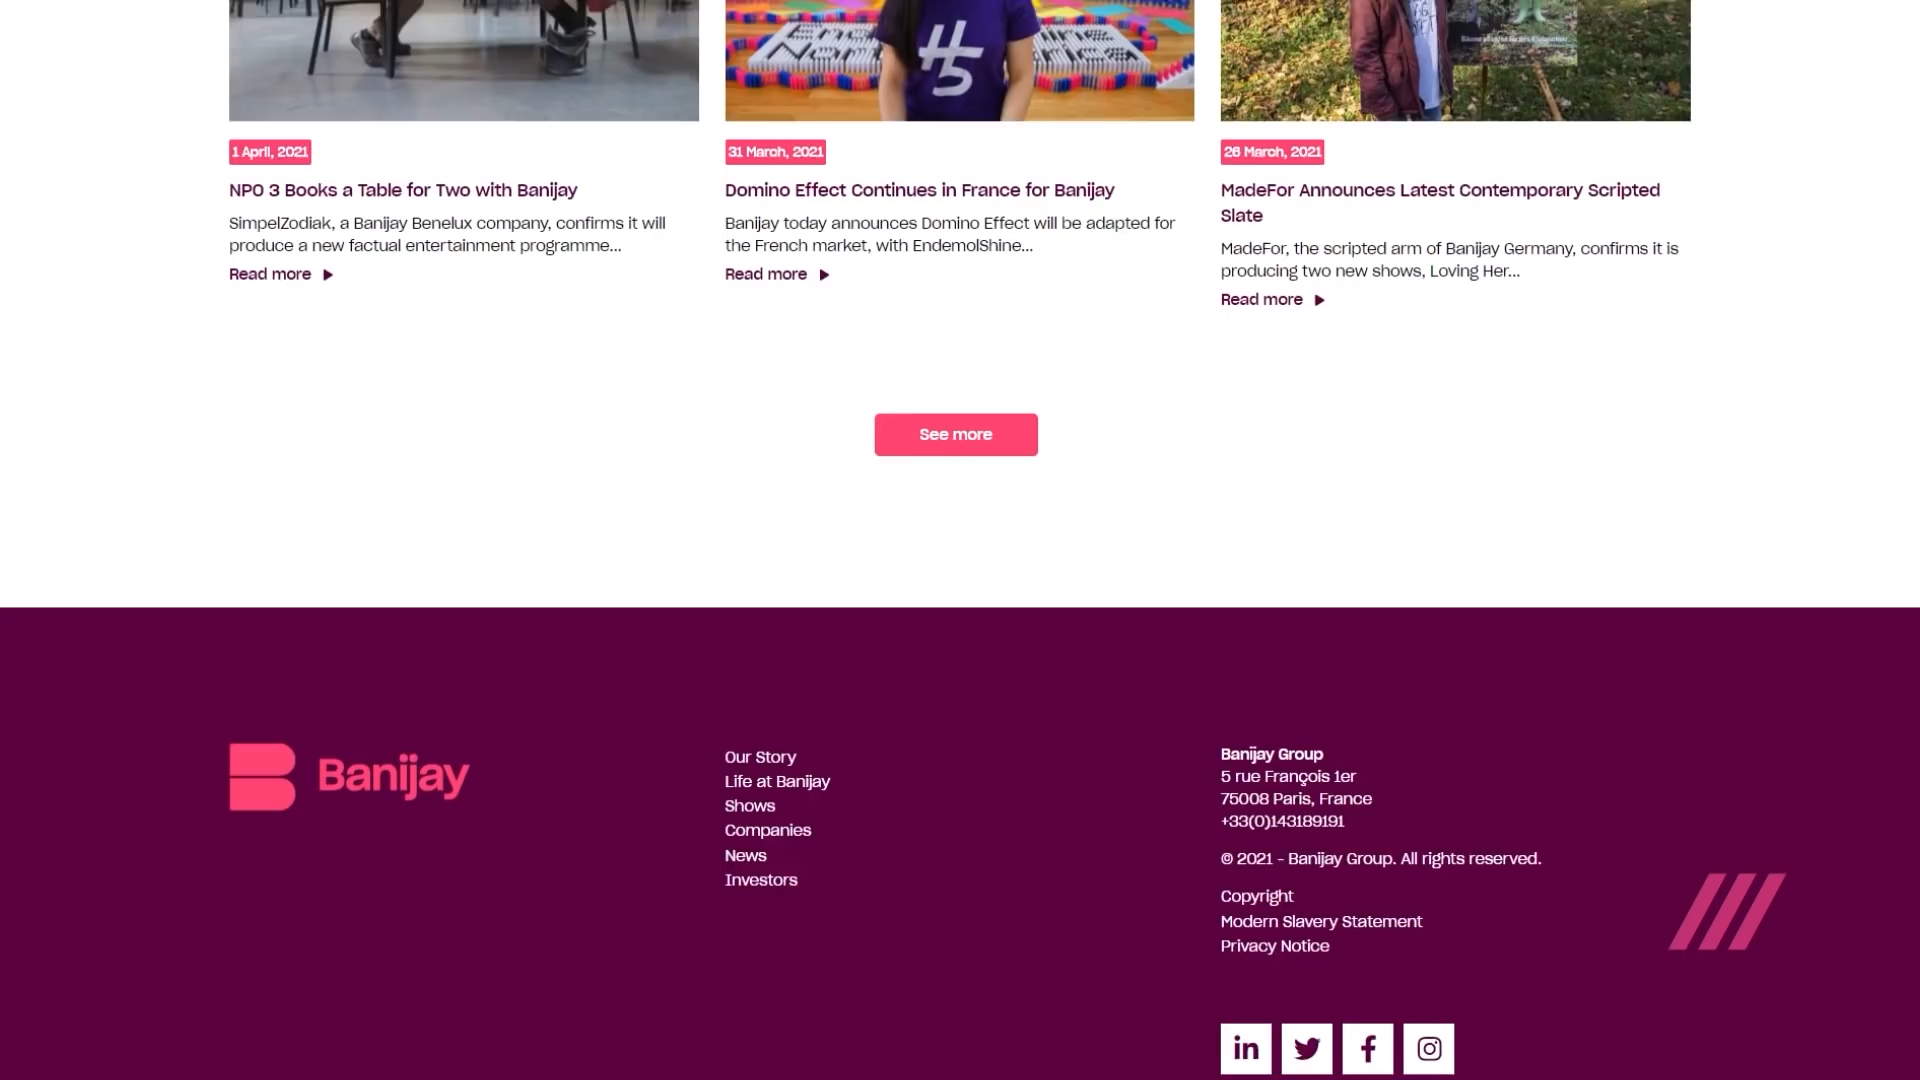 H5
1 April, 2021
NPO 3 Books a Table for Two with Banijay
SimpelZodiak, a Banijay Benelux company, confirms it will
produce a new factual entertainment programme...
Read more
31 March, 2021
Domino Effect Continues in France for Banijay
Banijay today announces Domino Effect will be adapted for
the French market, with EndemolShine...
Read more
26 March, 2021
MadeFor Announces Latest Contemporary Scripted
Slate
MadeFor, the scripted arm of Banijay Germany, confirms it is
producing two new shows, Loving Her...
Read more
See more
Banijay
Our Story
Life at Banijay
Shows
Companies
News
Investors
Banijay Group
5 rue François 1er
75008 Paris, France
+33(0)143189191
© 2021 - Banijay Group. All rights reserved.
Copyright
Modern Slavery Statement
Privacy Notice
in